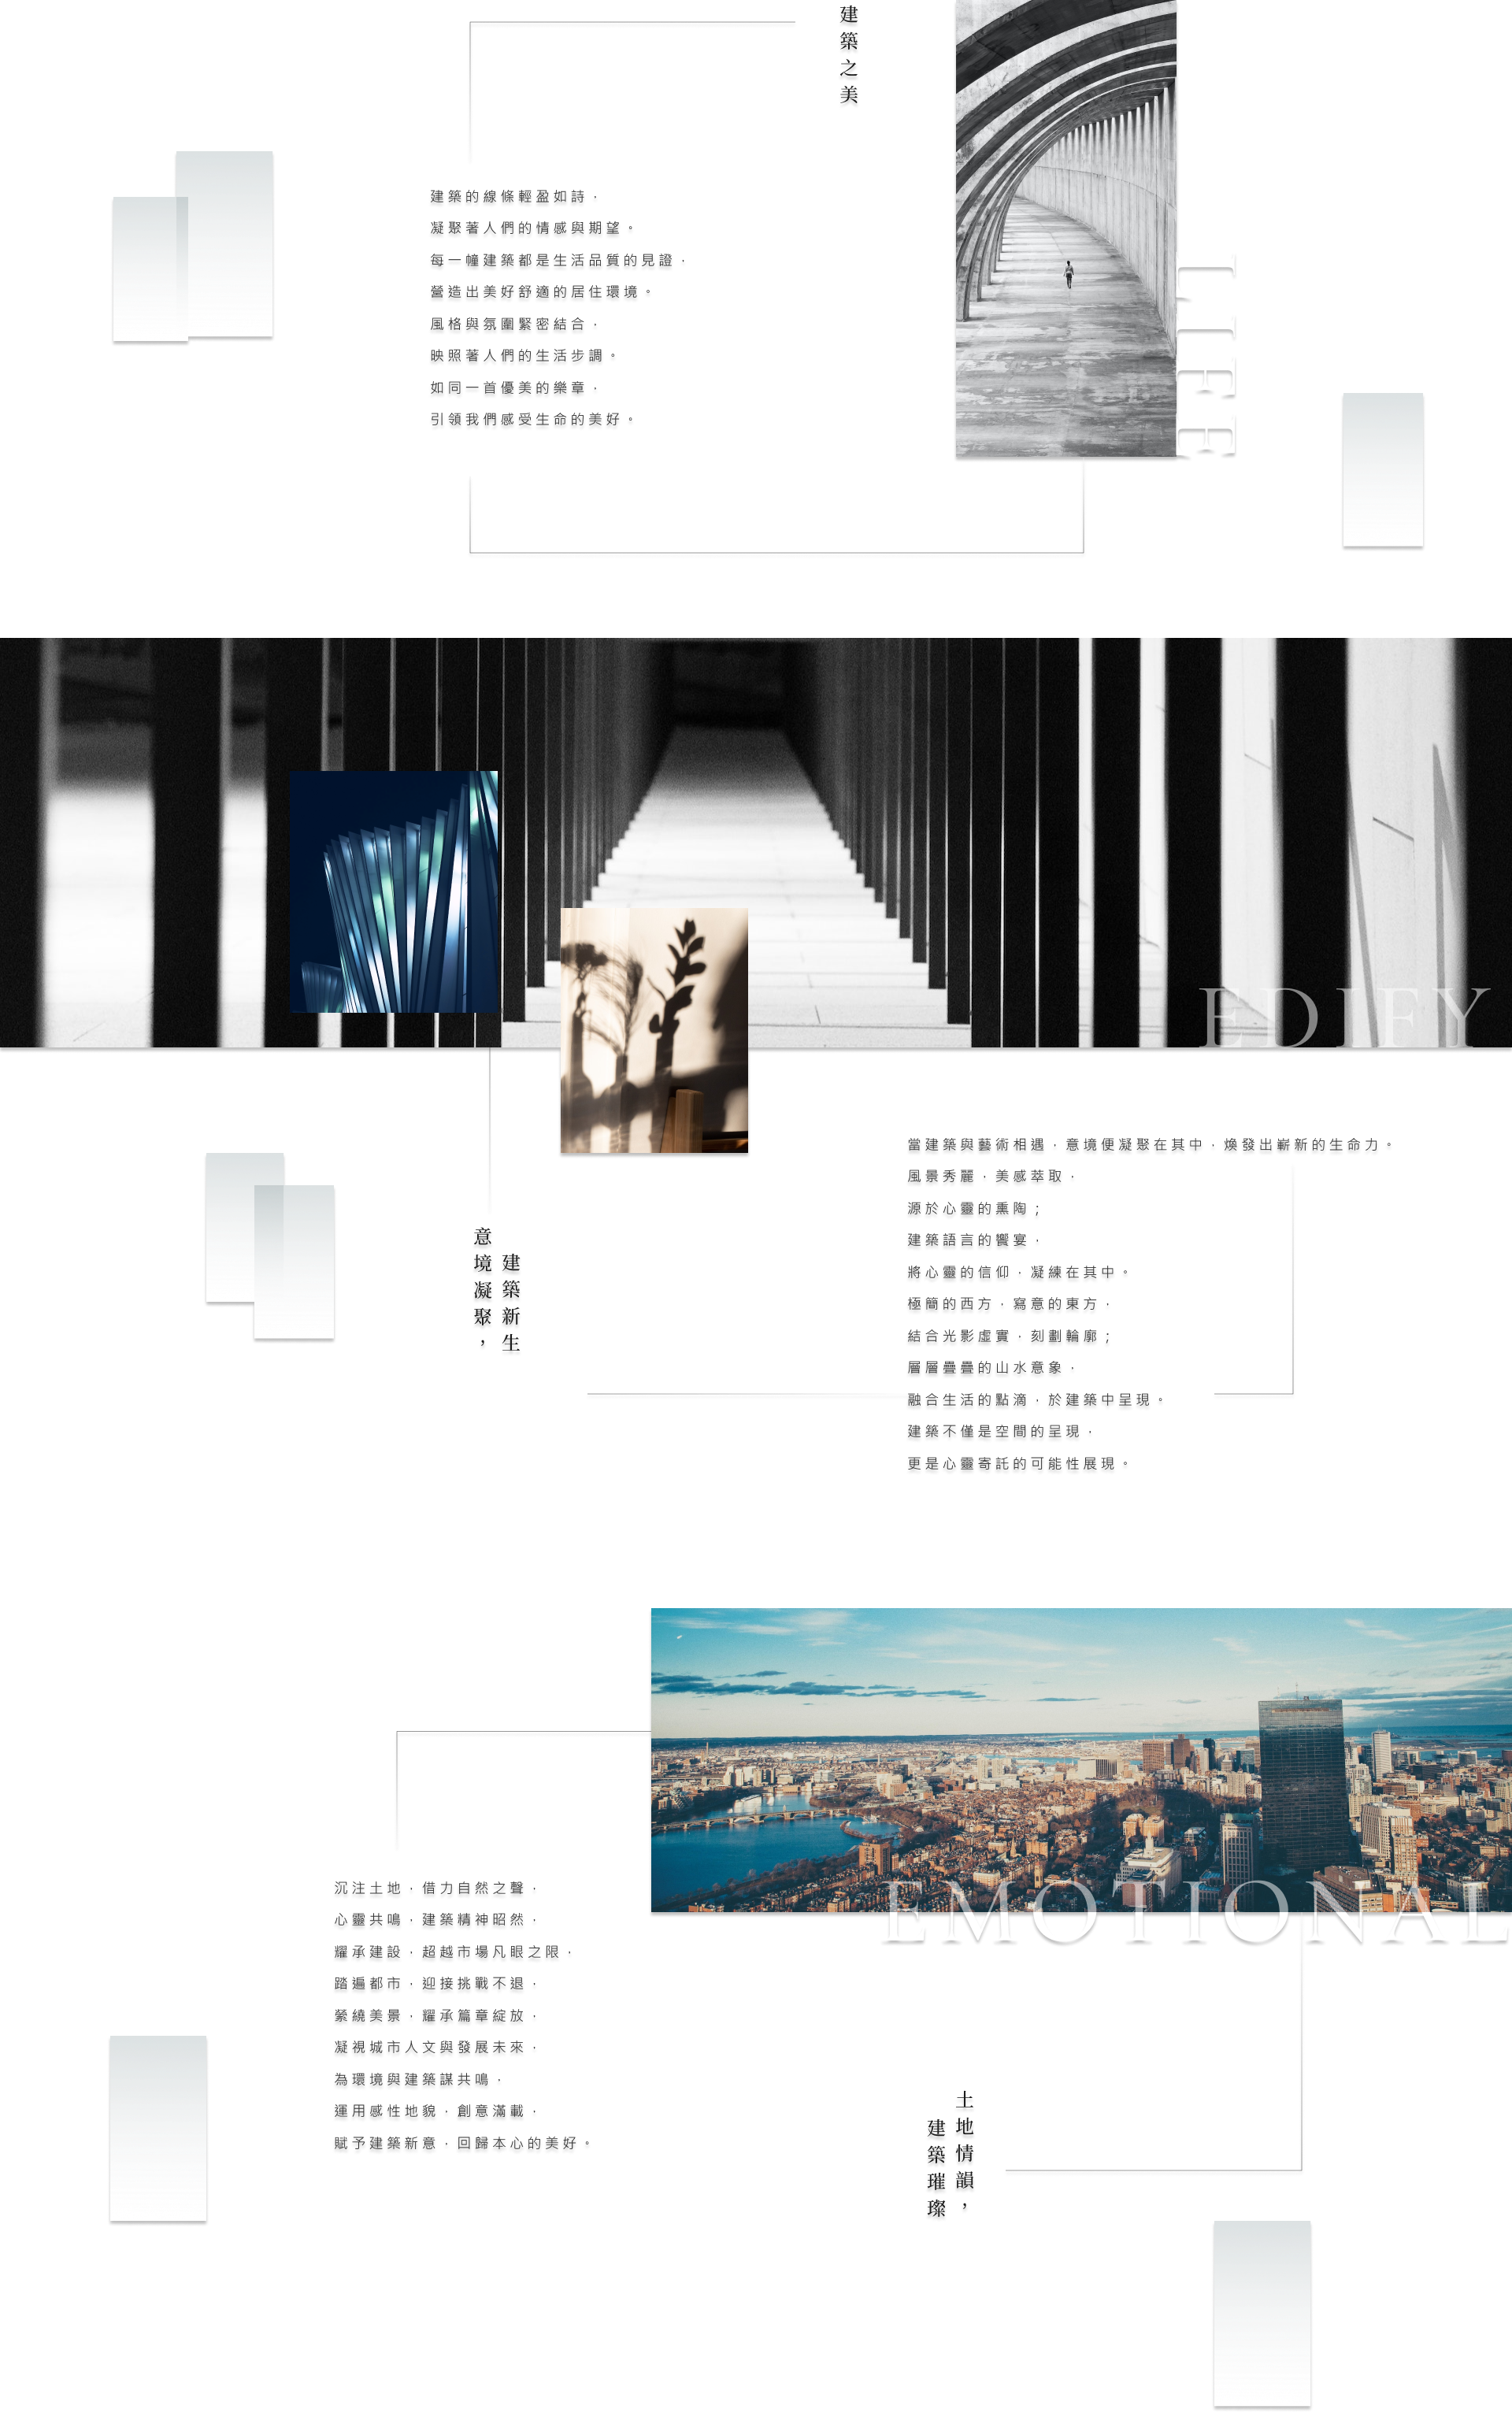 建築之美
建築的線條輕盈如詩，
凝聚著人們的情感與期望。
每一幢建築都是生活品質的見證，
營造出美好舒適的居住環境。
風格與氛圍緊密結合，
映照著人們的生活步調。
如同一首優美的樂章，
引領我們感受生命的美好。
LIFE
EDIFY
意境凝聚，
建築新生
當建築與藝術相遇，意境便凝聚在其中，煥發出嶄新的生命力。
風景秀麗，美感萃取，
源於心靈的熏陶；
建築語言的饗宴，
將心靈的信仰，凝練在其中。
極簡的西方，寫意的東方，
結合光影虛實，刻劃輪廓；
層層疊疊的山水意象，
融合生活的點滴，於建築中呈現。
建築不僅是空間的呈現，
更是心靈寄託的可能性展現。
EMOTIONAL
土地情韻，
建築璀璨
沉注土地，借力自然之聲，
心靈共鳴，建築精神昭然，
耀承建設，超越市場凡眼之限，
踏遍都市，迎接挑戰不退，
縈繞美景，耀承篇章綻放，
凝視城市人文與發展未來，
為環境與建築謀共鳴，
運用感性地貌，創意滿載，
賦予建築新意，回歸本心的美好。